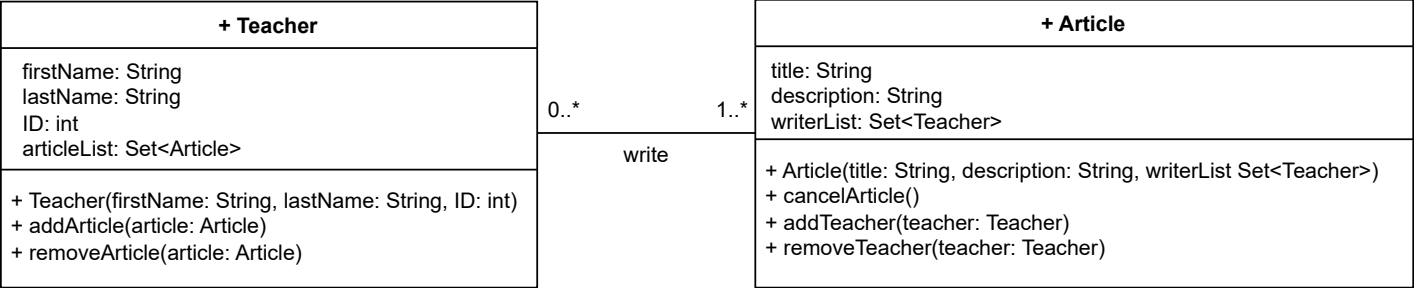 + Teacher
firstName: String
lastName: String
ID: int
articleList: Set<Article>
+ Teacher(firstName: String, lastName: String, ID: int)
+ addArticle(article: Article)
+ removeArticle(article: Article)
0..*
1..*
write
+ Article
title: String
description: String
writerList: Set<Teacher>
+ Article(title: String, description: String, writerList Set<Teacher>)
+ cancelArticle()
+ addTeacher(teacher: Teacher)
+ removeTeacher(teacher: Teacher)